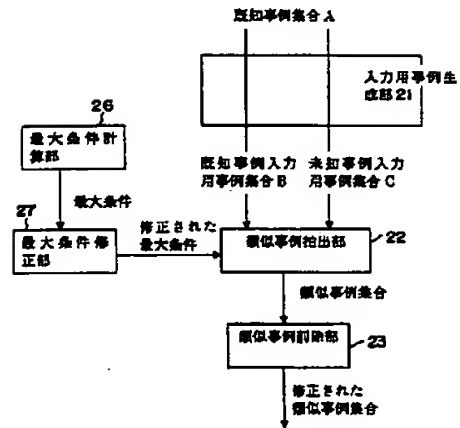 既知事例集合A
入力用事例生
成部21
26
最大条件計
算部
既知事例入力
用事例集合B
未知事例入力
用事例集合C
最大条件
27
最大条件修
正部
修正された
最大条件
類似事例抽出部
22
類似事例集合
類似事例削除部
23
修正された
類似事例集合